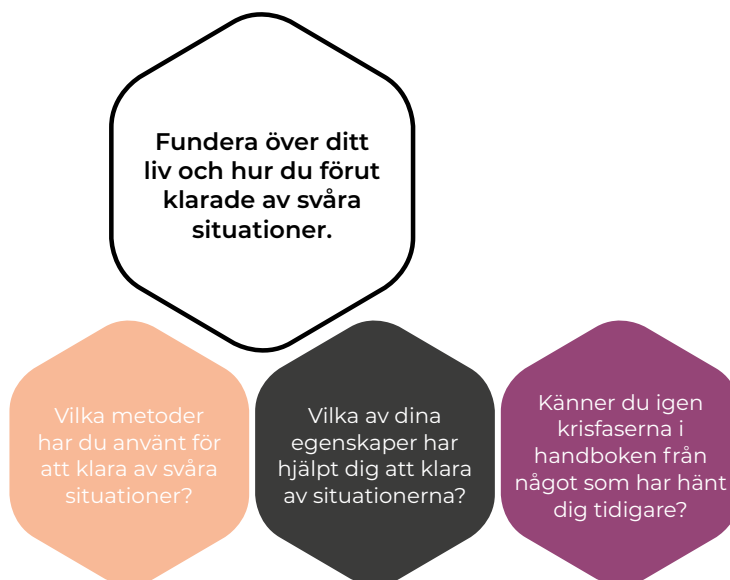 Fundera över ditt
liv och hur du förut
klarade av svåra
situationer.
Vilka metoder
har du använt för
att klara av svåra
situationer?
Vilka av dina
egenskaper har
hjälpt dig att klara
av situationerna?
Känner du igen
krisfaserna i
handboken från
något som har hänt
dig tidigare?